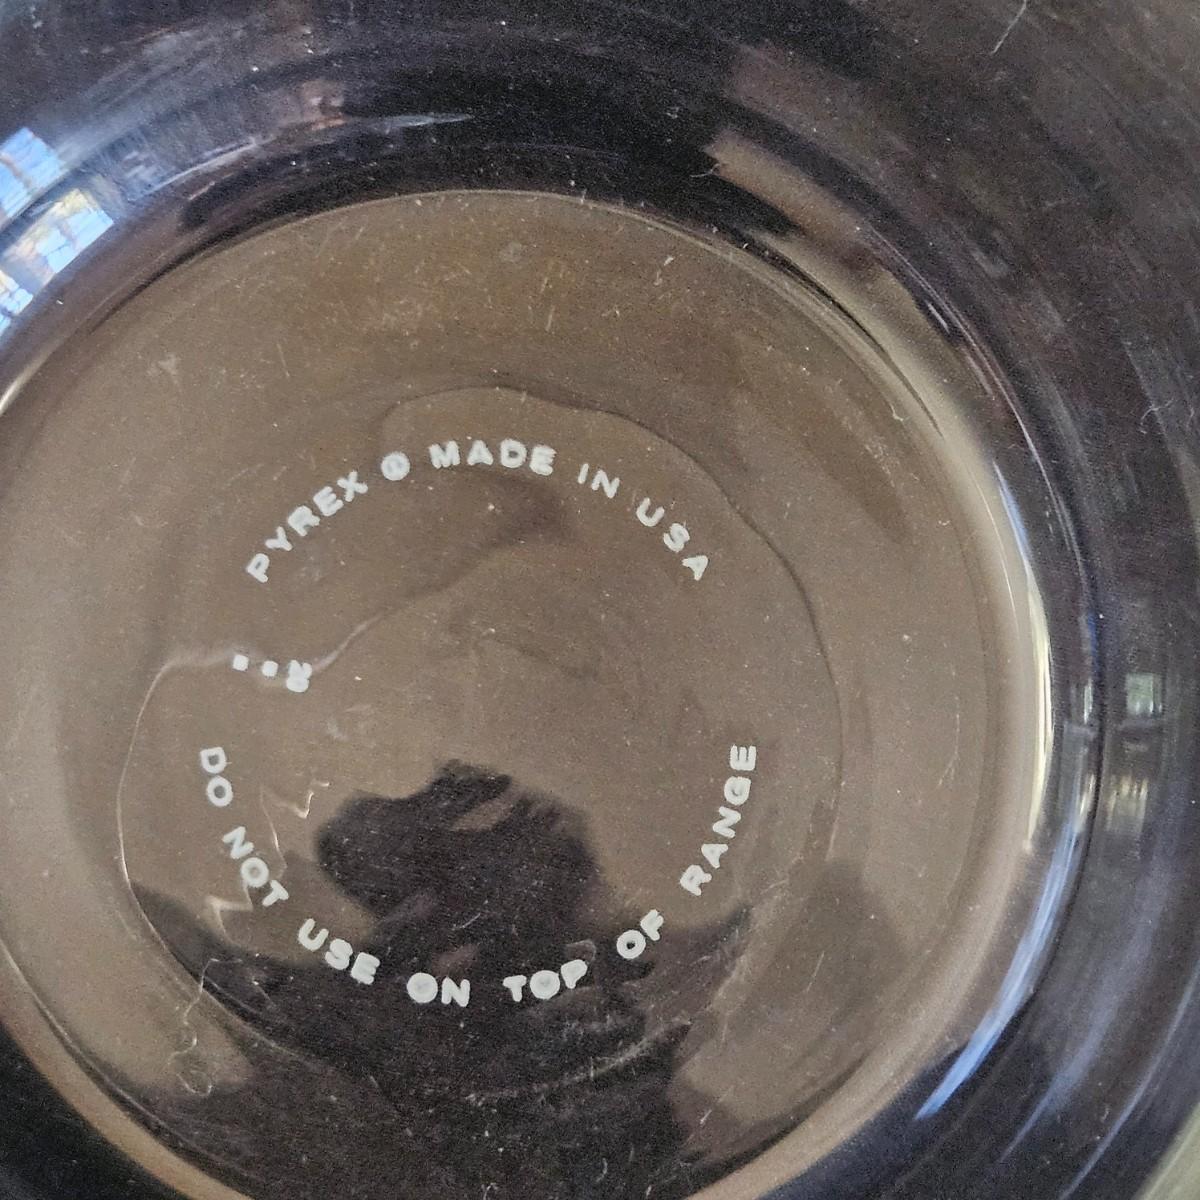 PYREX ® MADE IN USA
DO NOT USE ON TOP OF RANGE